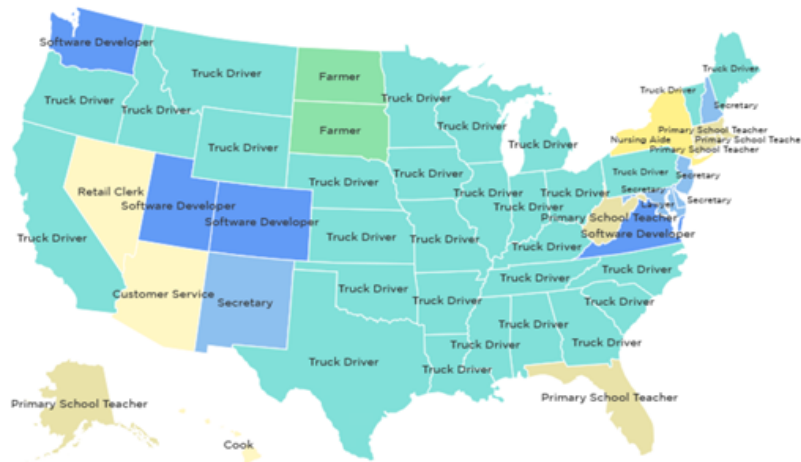 Software Developer
Truck Driver
Truck Driver
Truck Driver
Farmer
Truck Driver
Truck Driver
Truck Driver
Secretary
Truck Driver
Truck Driver
Farmer
Truck Driver
Primary School Teacher
Nursing Aide
Primary School Teache
Primary School Teacher
Truck Driver
Truck Driver
Truck Driver
Truck Driver
Truck Driver
Secretary
Retail Clerk
Software Developer
Truck Driver
Truck Driver
Truck Driver
Secretary
Software Developer
Truck Driver
Lawyer
Secretary
Primary School Teacher
Truck Driver
Truck Driver
Truck Driver
Truck Driver
Software Developer
Truck Driver
Truck Driver
Truck Driver
Customer Service
Secretary
Truck Driver
Truck Driver
Truck Driver
Truck Driver
Truck Driver
Truck Driver
Truck Driver
Truck Driver
Primary School Teacher
Primary School Teacher
Cook